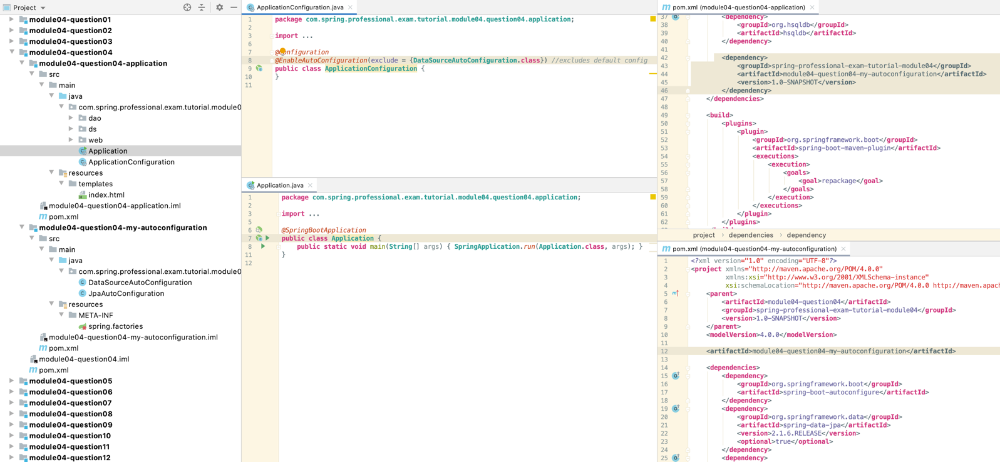 Project
module04-question01
module04-question02
module04-question03
module04-question04
module04-question04-application
src
main
java
com.spring.professional.exam.tutorial.module0
dao
ds
web
Application
ApplicationConfiguration
resources
templates
index.html
module04-question04-application.iml
pom.xml
module04-question04-my-autoconfiguration
src
main
java
com.spring.professional.exam.tutorial.module0
DataSourceAutoConfiguration
JpaAutoConfiguration
resources
META-INF
spring.factories
module04-question04-my-autoconfiguration.iml
pom.xml
module04-question04.iml
pom.xml
module04-question05
module04-question06
module04-question07
module04-question08
module04-question09
module04-question10
module04-question11
module04-question12
ApplicationConfiguration.java
1 package com.spring.professional.exam.tutorial.module04.question04.application;
2
3 import ...
6
7 @Configuration
8 @EnableAutoConfiguration(exclude = {DataSourceAutoConfiguration.class}) //excludes default config
9 public class ApplicationConfiguration {
10 }
11
Application.java
1 package com.spring.professional.exam.tutorial.module04.question04.application;
2
3 import ...
5
6 @SpringBootApplication
7 public class Application {
8 public static void main(String[] args) { SpringApplication.run(Application.class, args); }
11 }
12
pom.xml (module04-question04-application)
37 <dependency>
38 <groupId>org.hsqldb</groupId>
39 <artifactId>hsqldb</artifactId>
40 </dependency>
41
42 <dependency>
43 <groupId>spring-professional-exam-tutorial-module04</groupId>
44 <artifactId>module04-question04-my-autoconfiguration</artifactId>
45 <version>1.0-SNAPSHOT</version>
46 </dependency>
47 </dependencies>
48
49 <build>
50 <plugins>
51 <plugin>
52 <groupId>org.springframework.boot</groupId>
53 <artifactId>spring-boot-maven-plugin</artifactId>
54 <executions>
55 <execution>
56 <goals>
57 <goal>repackage</goal>
58 </goals>
59 </execution>
60 </executions>
61 </plugin>
62 </plugins>
project › dependencies › dependency
pom.xml (module04-question04-my-autoconfiguration)
1 <?xml version="1.0" encoding="UTF-8"?>
2 <project xmlns="http://maven.apache.org/POM/4.0.0"
3 xmlns:xsi="http://www.w3.org/2001/XMLSchema-instance"
4 xsi:schemaLocation="http://maven.apache.org/POM/4.0.0 http://maven.apac
5 <parent>
6 <artifactId>module04-question04</artifactId>
7 <groupId>spring-professional-exam-tutorial-module04</groupId>
8 <version>1.0-SNAPSHOT</version>
9 </parent>
10 <modelVersion>4.0.0</modelVersion>
11
12 <artifactId>module04-question04-my-autoconfiguration</artifactId>
13
14 <dependencies>
15 <dependency>
16 <groupId>org.springframework.boot</groupId>
17 <artifactId>spring-boot-autoconfigure</artifactId>
18 </dependency>
19 <dependency>
20 <groupId>org.springframework.data</groupId>
21 <artifactId>spring-data-jpa</artifactId>
22 <version>2.1.6.RELEASE</version>
23 <optional>true</optional>
24 </dependency>
25 <dependency>